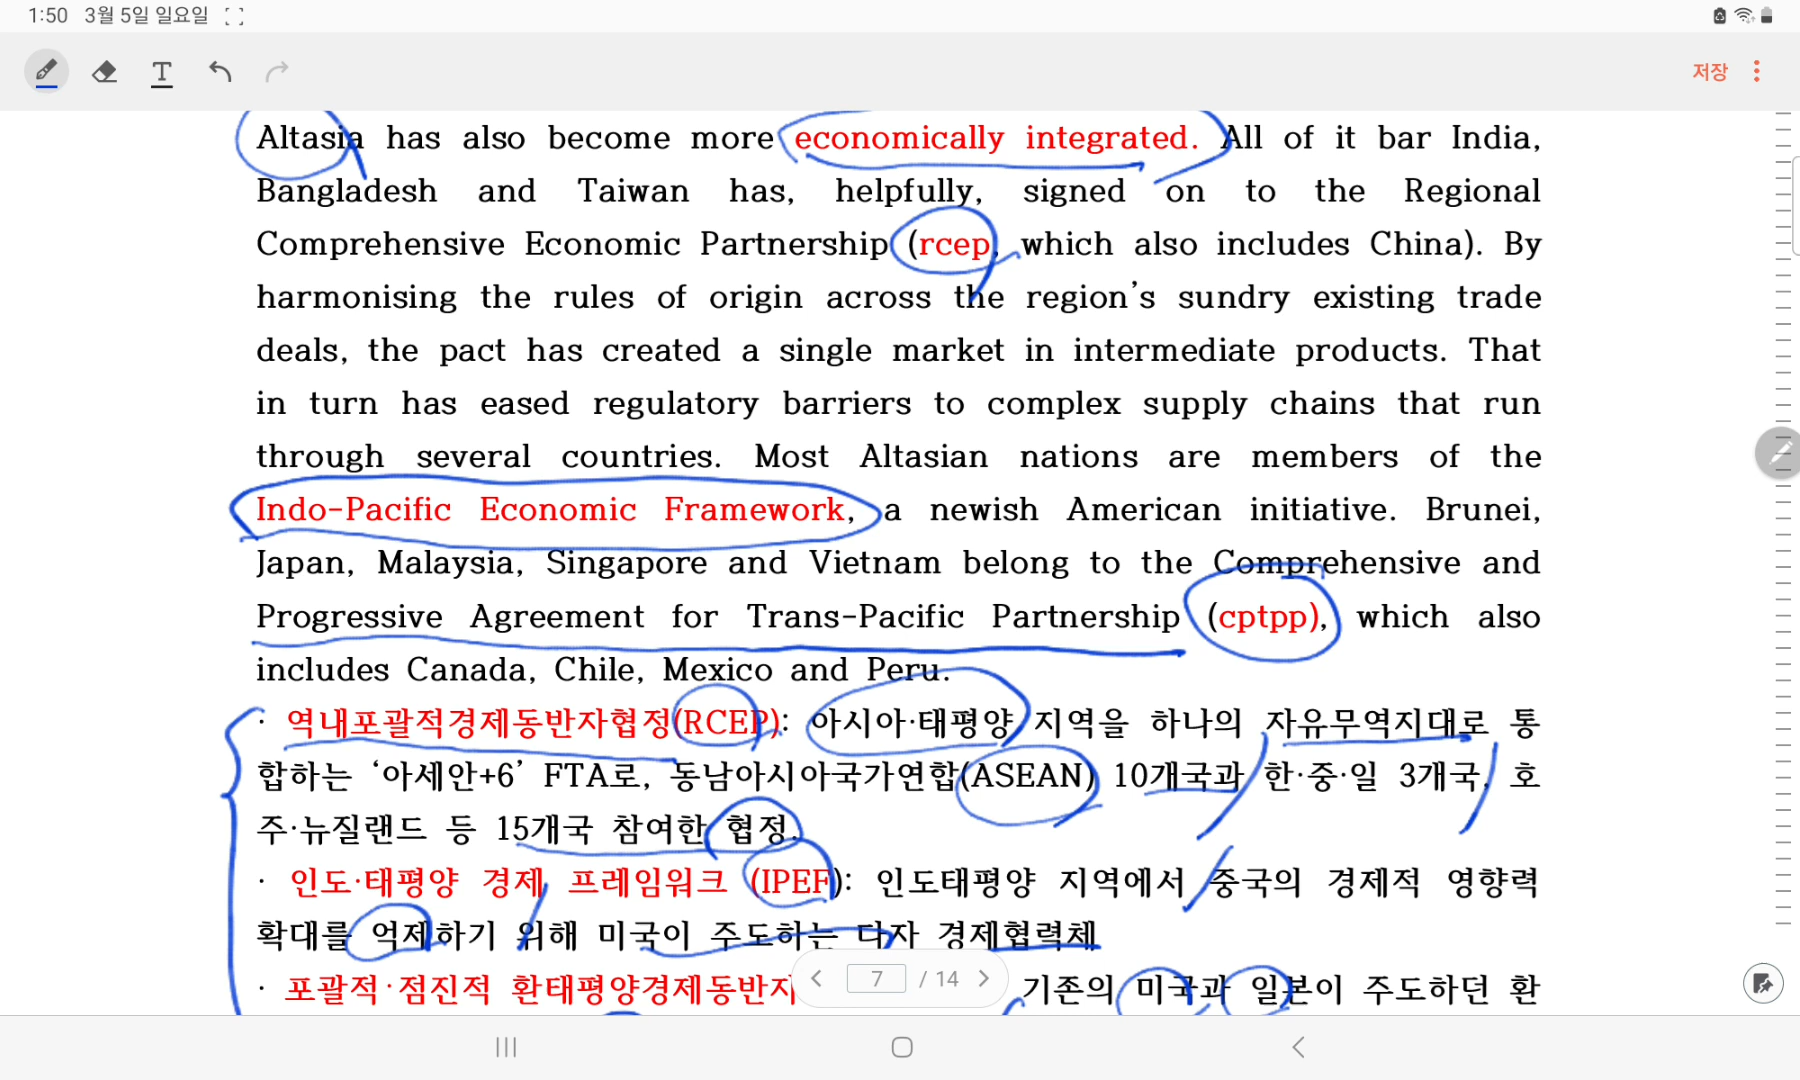 1:50 3월 5일 일요일
저장
Altasia has also become more economically integrated. All of it bar India,
Bangladesh and Taiwan has, helpfully, signed on to the Regional
Comprehensive Economic Partnership (rcep, which also includes China). By
harmonising the rules of origin across the region's sundry existing trade
deals, the pact has created a single market in intermediate products. That
in turn has eased regulatory barriers to complex supply chains that run
through several countries. Most Altasian nations are members of the
Indo-Pacific Economic Framework, a newish American initiative. Brunei,
Japan, Malaysia, Singapore and Vietnam belong to the Comprehensive and
Progressive Agreement for Trans-Pacific Partnership (cptpp), which also
includes Canada, Chile, Mexico and Peru.
· 역내포괄적경제동반자협정(RCEP): 아시아·태평양 지역을 하나의 자유무역지대로 통
합하는 ‘아세안+6’ FTA로, 동남아시아국가연합(ASEAN) 10개국과 한·중·일 3개국, 호
주·뉴질랜드 등 15개국 참여한 협정.
· 인도·태평양 경제 프레임워크 (IPEF): 인도태평양 지역에서 중국의 경제적 영향력
확대를 억제하기 위해 미국이 주도하는 다자 경제협력체
· 포괄적·점진적 환태평양경제동반자 기존의 미국과 일본이 주도하던 환
7 / 14